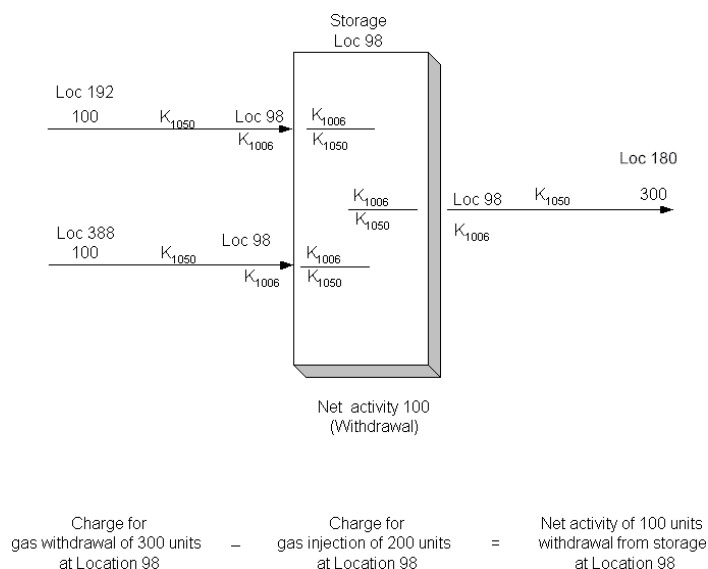 Storage
Loc 98
Loc 192
100 K1050 Loc 98
K1006
K1006
K1050
Loc 180
K1006
K1050
Loc 98 K1050 300
K1006
Loc 388
100 K1050 Loc 98
K1006
K1006
K1050
Net activity 100
(Withdrawal)
Charge for
gas withdrawal of 300 units
at Location 98
–
Charge for
gas injection of 200 units
at Location 98
=
Net activity of 100 units
withdrawal from storage
at Location 98